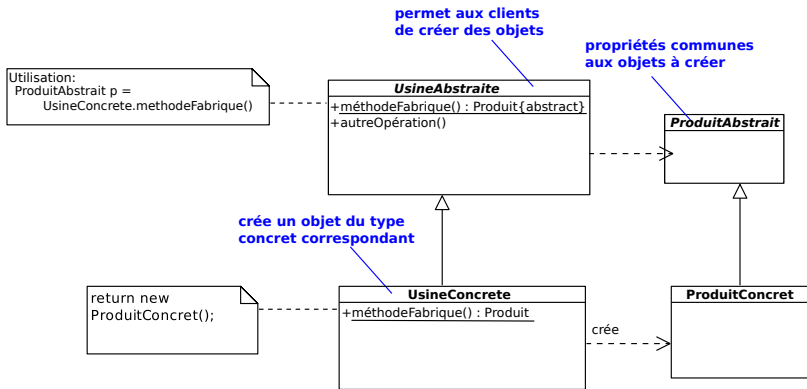 permet aux clients
de créer des objets
propriétés communes
aux objets à créer
Utilisation:
ProduitAbstrait p =
UsineConcrete.methodeFabrique()
UsineAbstraite
+méthodeFabrique() : Produit{abstract}
+autreOpération()
ProduitAbstrait
crée un objet du type
concret correspondant
return new
ProduitConcret();
UsineConcrete
+méthodeFabrique() : Produit
crée
ProduitConcret